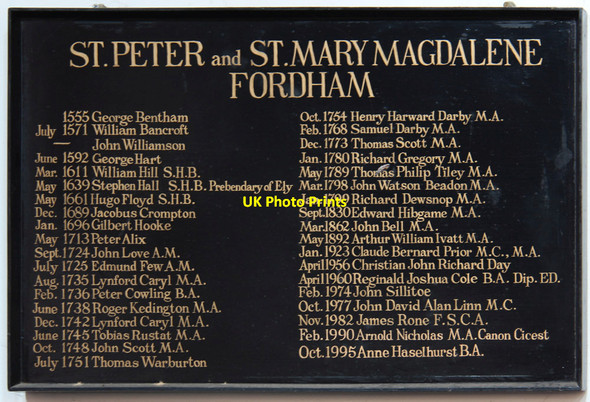 ST. PETER and ST. MARY MAGDALENE
FORDHAM
1555 George Bentham
July 1571 William Bancroft
— John Williamson
June 1592 George Hart
Mar. 1611 William Hill S.H.B.
May 1639 Stephen Hall S.H.B. Prebendary of Ely
May 1661 Hugo Floyd S.H.B.
Dec. 1689 Jacobus Crompton
Jan. 1696 Gilbert Hooke
May 1713 Peter Alix
Sept. 1724 John Love A.M.
July 1725 Edmund Few A.M.
Aug. 1735 Lynford Caryl M.A.
Feb. 1736 Peter Cowling B.A.
June 1738 Roger Kedington M.A.
Dec. 1742 Lynford Caryl M.A.
June 1745 Tobias Rustat M.A.
Oct. 1748 John Scott M.A.
July 1751 Thomas Warburton
Oct. 1754 Henry Harward Darby M.A.
Feb. 1768 Samuel Darby M.A.
Dec. 1773 Thomas Scott M.A.
Jan. 1780 Richard Gregory M.A.
May 1789 Thomas Philip Tiley M.A.
Mar. 1798 John Watson Beadon M.A.
1799 Richard Dewsnop M.A.
Sept. 1830 Edward Hibgame M.A.
Mar. 1862 John Bell M.A.
May 1892 Arthur William Ivatt M.A.
Jan. 1923 Claude Bernard Prior M.C., M.A.
April 1956 Christian John Richard Day
April 1960 Reginald Joshua Cole B.A. Dip. ED.
Feb. 1974 John Sillitoe
Oct. 1977 John David Alan Linn M.C.
Nov. 1982 James Rone F.S.C.A.
Feb. 1990 Arnold Nicholas M.A. Canon Cicest
Oct. 1995 Anne Haselhurst B.A.
UK Photo Prints